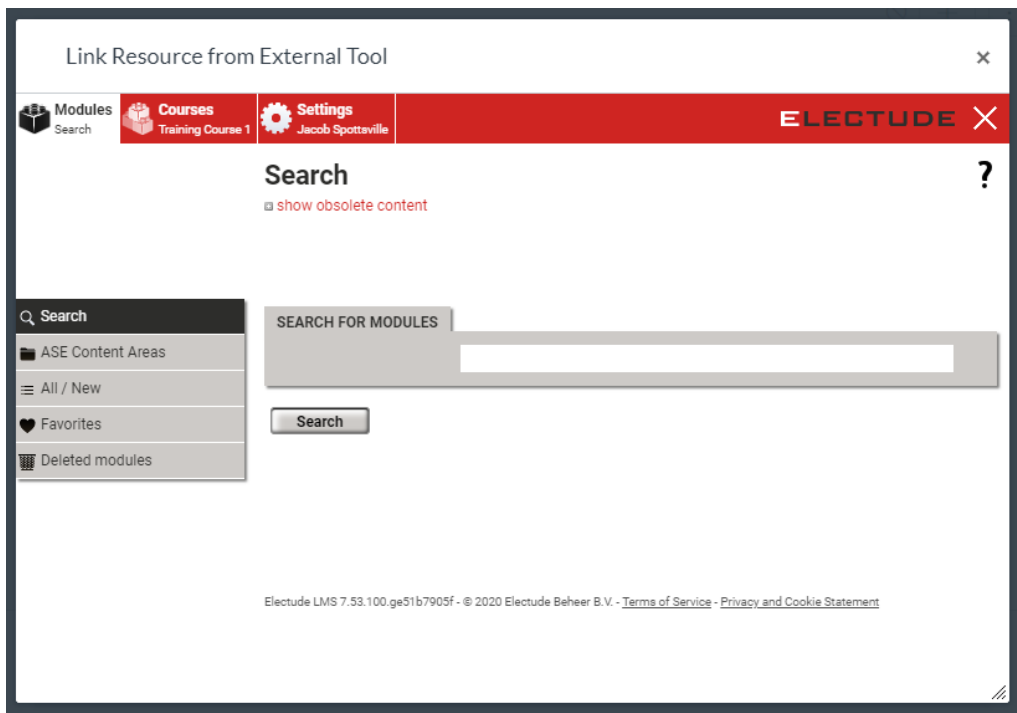 Link Resource from External Tool
×
Modules
Search
Courses
Training Course 1
Settings
Jacob Spottsville
ELECTUDE
Search
?
show obsolete content
Search
ASE Content Areas
All / New
Favorites
Deleted modules
SEARCH FOR MODULES
Search
Electude LMS 7.53.100.ge51b7905f - © 2020 Electude Beheer B.V. - Terms of Service - Privacy and Cookie Statement